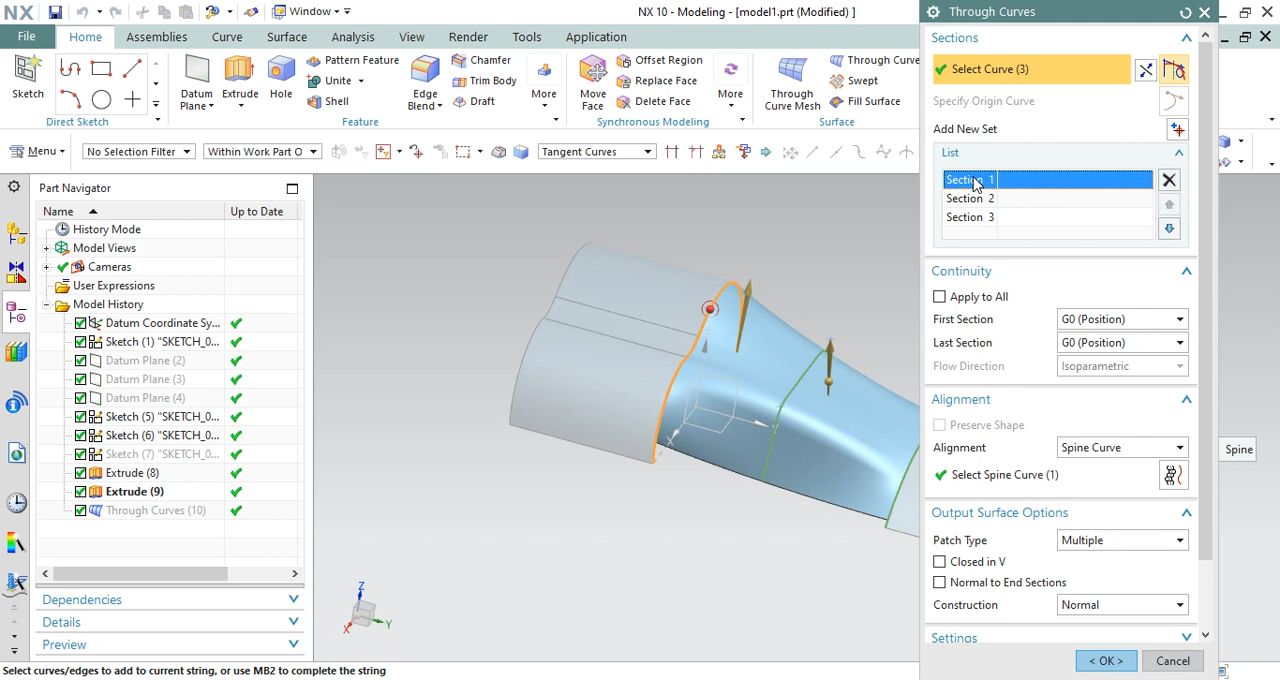 NX
Window
NX 10 - Modeling - [model1.prt (Modified) ]
Through Curves
File
Home
Assemblies
Curve
Surface
Analysis
View
Render
Tools
Application
Sections
Select Curve (3)
Specify Origin Curve
Add New Set
List
Section 1
Section 2
Section 3
Sketch
Direct Sketch
Datum Plane
Extrude
Hole
Pattern Feature
Unite
Shell
Edge Blend
Chamfer
Trim Body
Draft
More
Feature
Move Face
Offset Region
Replace Face
Delete Face
More
Synchronous Modeling
Through Curve Mesh
Through Curve
Swept
Fill Surface
Surface
Menu
No Selection Filter
Within Work Part O
Tangent Curves
Part Navigator
Name
Up to Date
History Mode
Model Views
Cameras
User Expressions
Model History
Datum Coordinate Sy...
Sketch (1) "SKETCH_0...
Datum Plane (2)
Datum Plane (3)
Datum Plane (4)
Sketch (5) "SKETCH_0...
Sketch (6) "SKETCH_0...
Sketch (7) "SKETCH_0...
Extrude (8)
Extrude (9)
Through Curves (10)
Dependencies
Details
Preview
X
Y
Z
X
Y
Continuity
Apply to All
First Section
G0 (Position)
Last Section
G0 (Position)
Flow Direction
Isoparametric
Alignment
Preserve Shape
Alignment
Spine Curve
Select Spine Curve (1)
Spine
Output Surface Options
Patch Type
Multiple
Closed in V
Normal to End Sections
Construction
Normal
Settings
< OK >
Cancel
Select curves/edges to add to current string, or use MB2 to complete the string